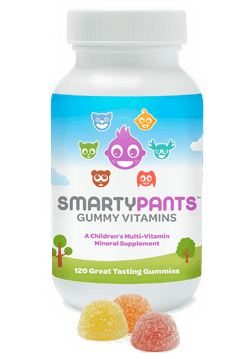 SMARTYPANTS™
GUMMY VITAMINS
A Children's Multi-Vitamin
Mineral Supplement
120 Great Tasting Gummies